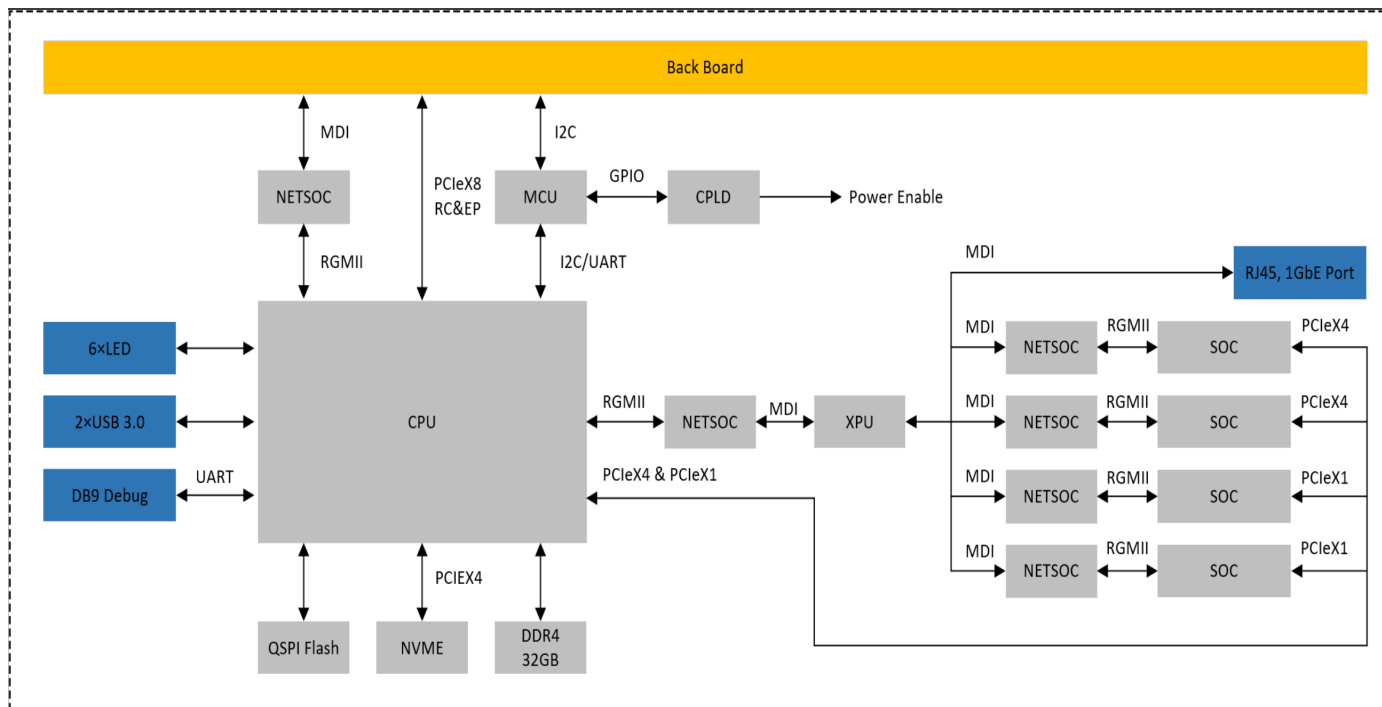 Back Board
MDI
I2C
NETSOC
PCIeX8
RC&EP
MCU
GPIO
CPLD
Power Enable
RGMII
I2C/UART
MDI
RJ45, 1GbE Port
6×LED
2×USB 3.0
UART
DB9 Debug
CPU
RGMII
NETSOC
MDI
XPU
PCIeX4 & PCIeX1
MDI
NETSOC
RGMII
SOC
PCIeX4
MDI
NETSOC
RGMII
SOC
PCIeX4
MDI
NETSOC
RGMII
SOC
PCIeX1
MDI
NETSOC
RGMII
SOC
PCIeX1
PCIEX4
QSPI Flash
NVME
DDR4
32GB